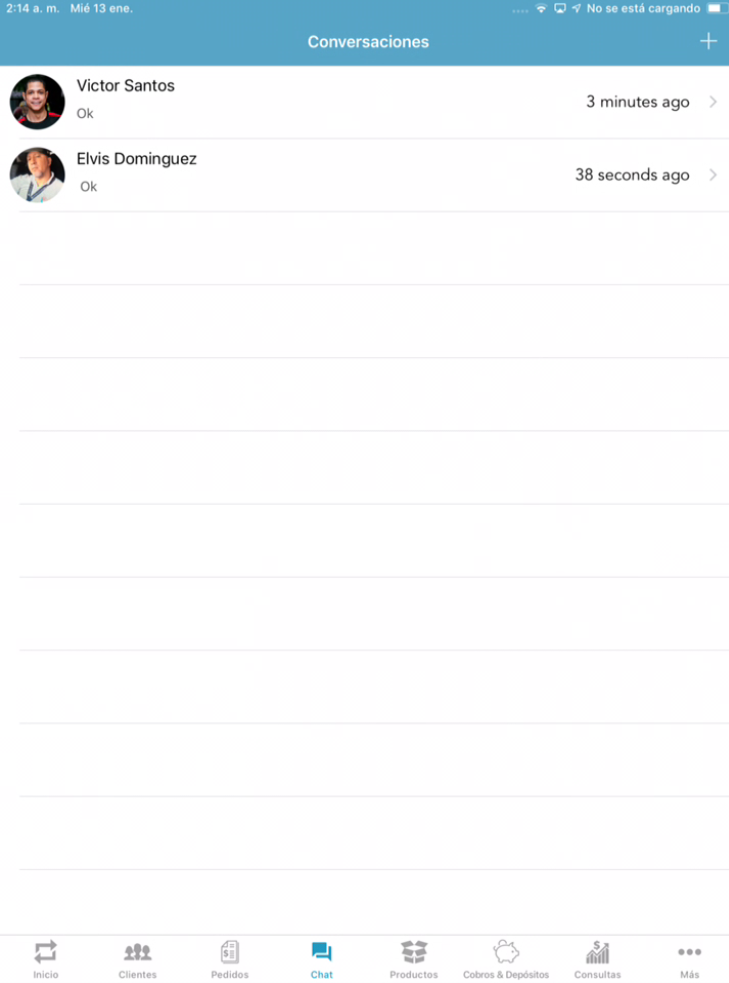 2:14 a. m. Mié 13 ene. No se está cargando
Conversaciones
Victor Santos
Ok
3 minutes ago
Elvis Dominguez
Ok
38 seconds ago
Inicio Clientes Pedidos Chat Productos Cobros & Depósitos Consultas Más